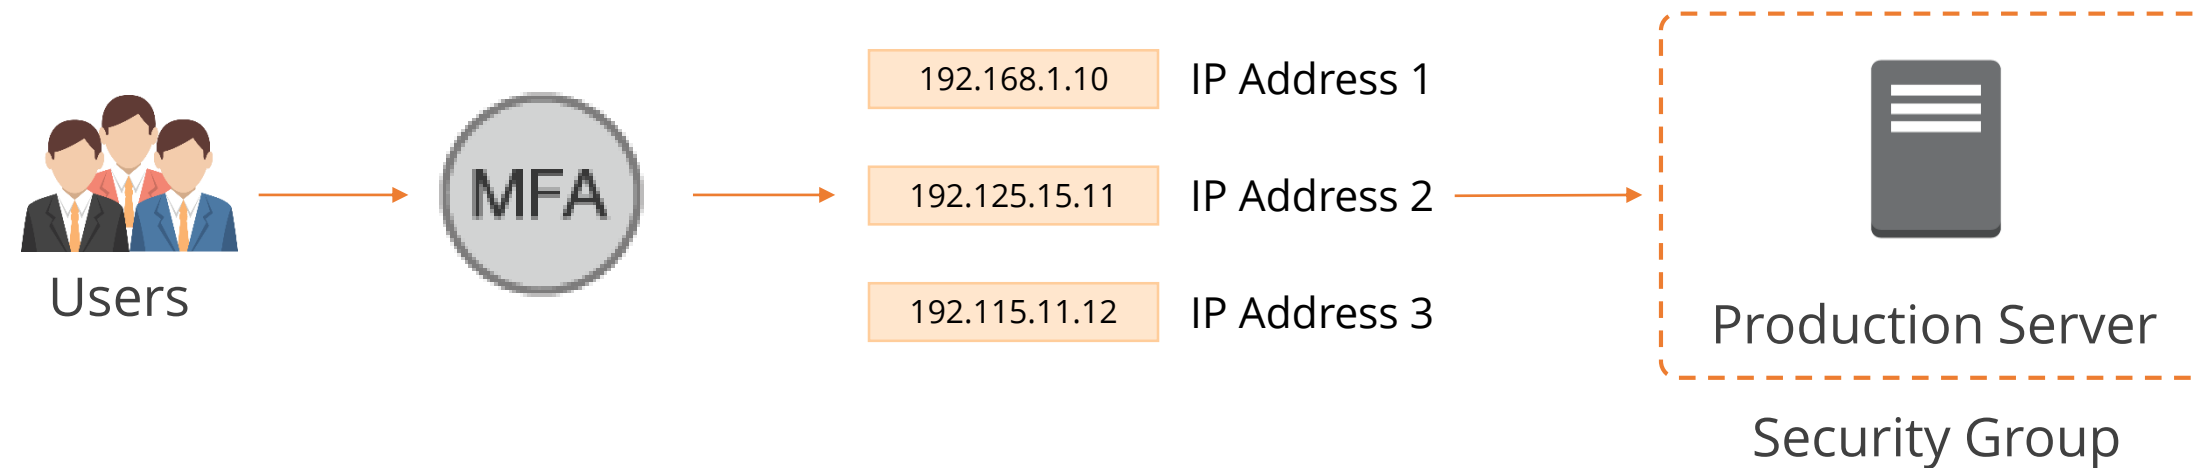 Users
MFA
192.168.1.10 IP Address 1
192.125.15.11 IP Address 2
192.115.11.12 IP Address 3
Production Server
Security Group